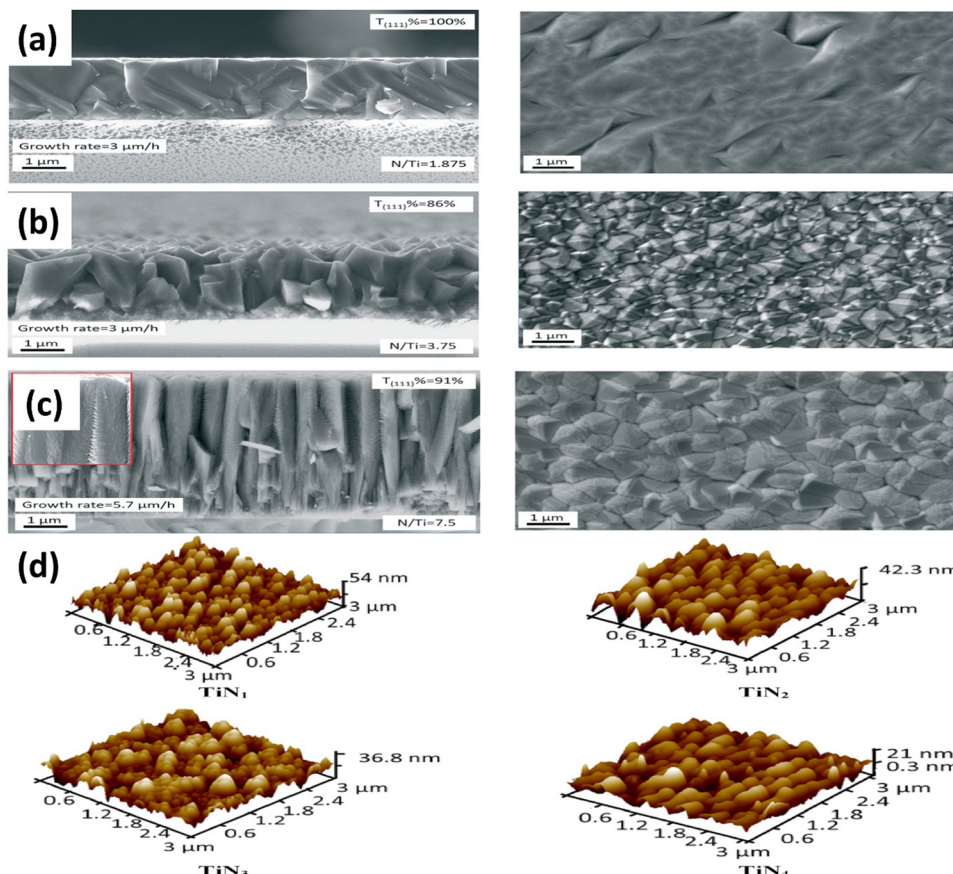 (a)
T(111)%=100%
Growth rate=3 μm/h
1 μm
N/Ti=1.875
1 μm
(b)
T(111)%=86%
Growth rate=3 μm/h
1 μm
N/Ti=3.75
1 μm
(c)
T(111)%=91%
Growth rate=5.7 μm/h
1 μm
N/Ti=7.5
1 μm
(d)
54 nm
3 μm
2.4
1.8
1.2
0.6
0.6
1.2
1.8
2.4
3 μm
TiN₁
42.3 nm
3 μm
2.4
1.8
1.2
0.6
0.6
1.2
1.8
2.4
3 μm
TiN₂
36.8 nm
3 μm
2.4
1.8
1.2
0.6
0.6
1.2
1.8
2.4
3 μm
TiN₃
21 nm
0.3 nm
3 μm
2.4
1.8
1.2
0.6
0.6
1.2
1.8
2.4
3 μm